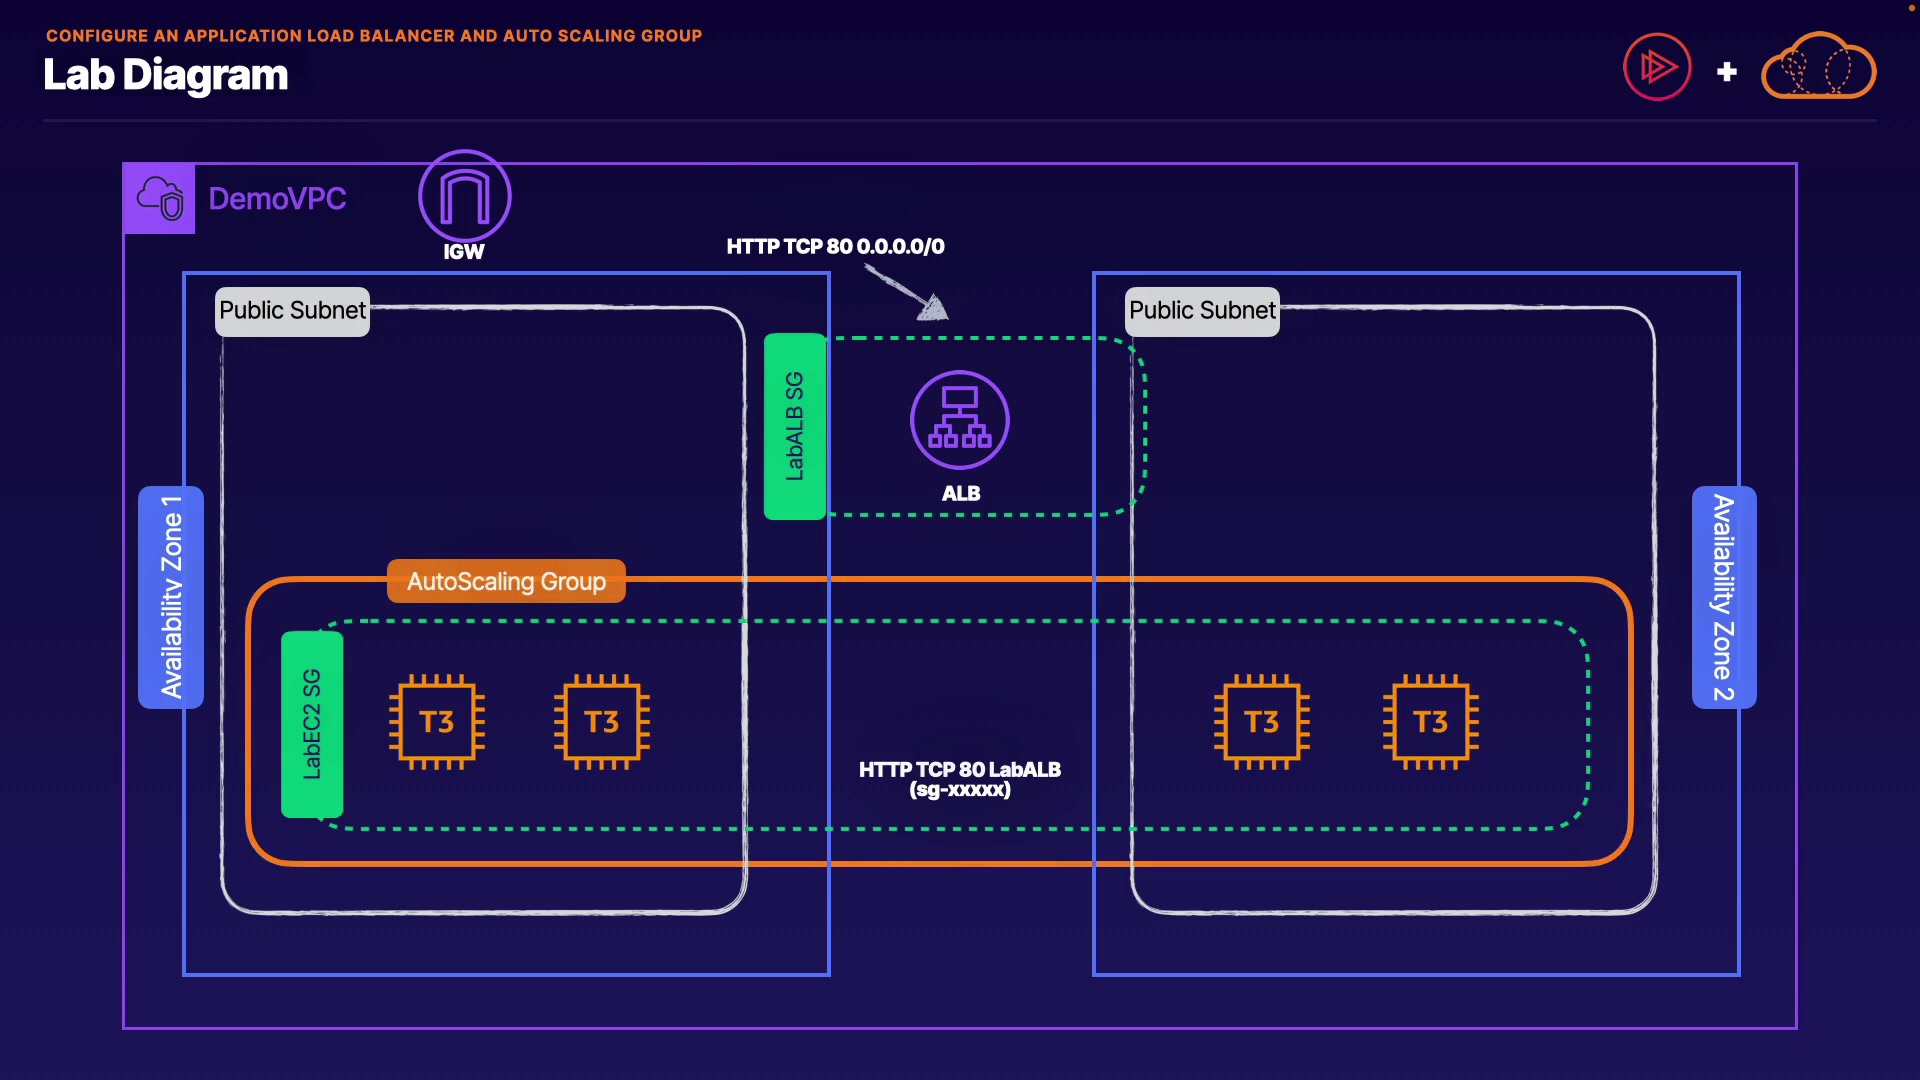 CONFIGURE AN APPLICATION LOAD BALANCER AND AUTO SCALING GROUP
Lab Diagram
DemoVPC
IGW
HTTP TCP 80 0.0.0.0/0
Public Subnet
Public Subnet
LabALB SG
ALB
Availability Zone 1
Availability Zone 2
AutoScaling Group
LabEC2 SG
T3
T3
T3
T3
HTTP TCP 80 LabALB
(sg-xxxxx)